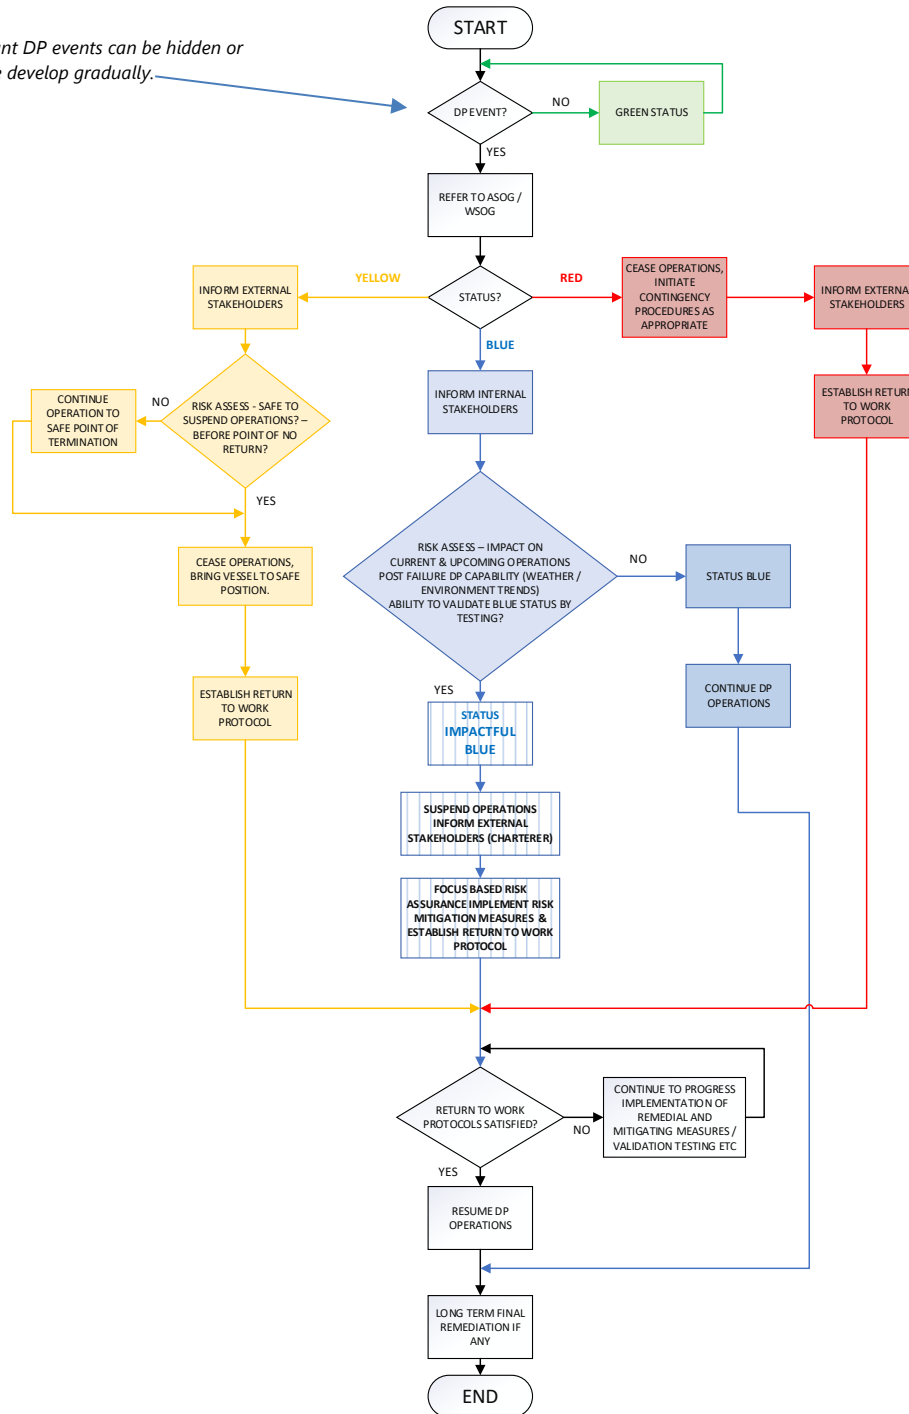 START
nt DP events can be hidden or
develop gradually.
DP EVENT?
NO
GREEN STATUS
YES
REFER TO ASOG /
WSOG
YELLOW
STATUS?
RED
BLUE
INFORM EXTERNAL
STAKEHOLDERS
CEASE OPERATIONS,
INITIATE
CONTINGENCY
PROCEDURES AS
APPROPRIATE
INFORM EXTERNA
STAKEHOLDERS
INFORM INTERNAL
STAKEHOLDERS
CONTINUE
OPERATION TO
SAFE POINT OF
TERMINATION
NO
RISK ASSESS - SAFE TO
SUSPEND OPERATIONS? –
BEFORE POINT OF NO
RETURN?
ESTABLISH RETURN
TO WORK
PROTOCOL
YES
CEASE OPERATIONS,
BRING VESSEL TO SAFE
POSITION.
RISK ASSESS – IMPACT ON
CURRENT & UPCOMING OPERATIONS
POST FAILURE DP CAPABILITY (WEATHER /
ENVIRONMENT TRENDS)
ABILITY TO VALIDATE BLUE STATUS BY
TESTING?
NO
STATUS BLUE
ESTABLISH RETURN
TO WORK
PROTOCOL
YES
CONTINUE DP
OPERATIONS
STATUS
IMPACTFUL
BLUE
SUSPEND OPERATIONS
INFORM EXTERNAL
STAKEHOLDERS (CHARTERER)
FOCUS BASED RISK
ASSURANCE IMPLEMENT RISK
MITIGATION MEASURES &
ESTABLISH RETURN TO WORK
PROTOCOL
RETURN TO WORK
PROTOCOLS SATISFIED?
NO
CONTINUE TO PROGRESS
IMPLEMENTATION OF
REMEDIAL AND
MITIGATING MEASURES /
VALIDATION TESTING ETC
YES
RESUME DP
OPERATIONS
LONG TERM FINAL
REMEDIATION IF
ANY
END